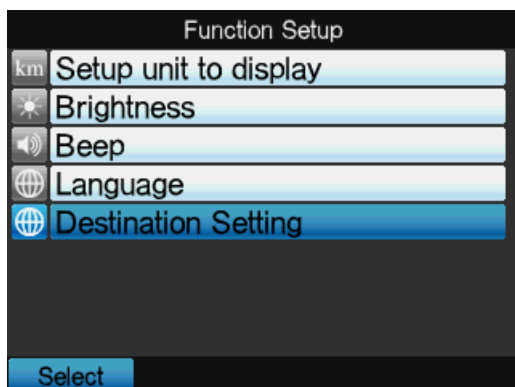 Function Setup
km Setup unit to display
Brightness
Beep
Language
Destination Setting
Select